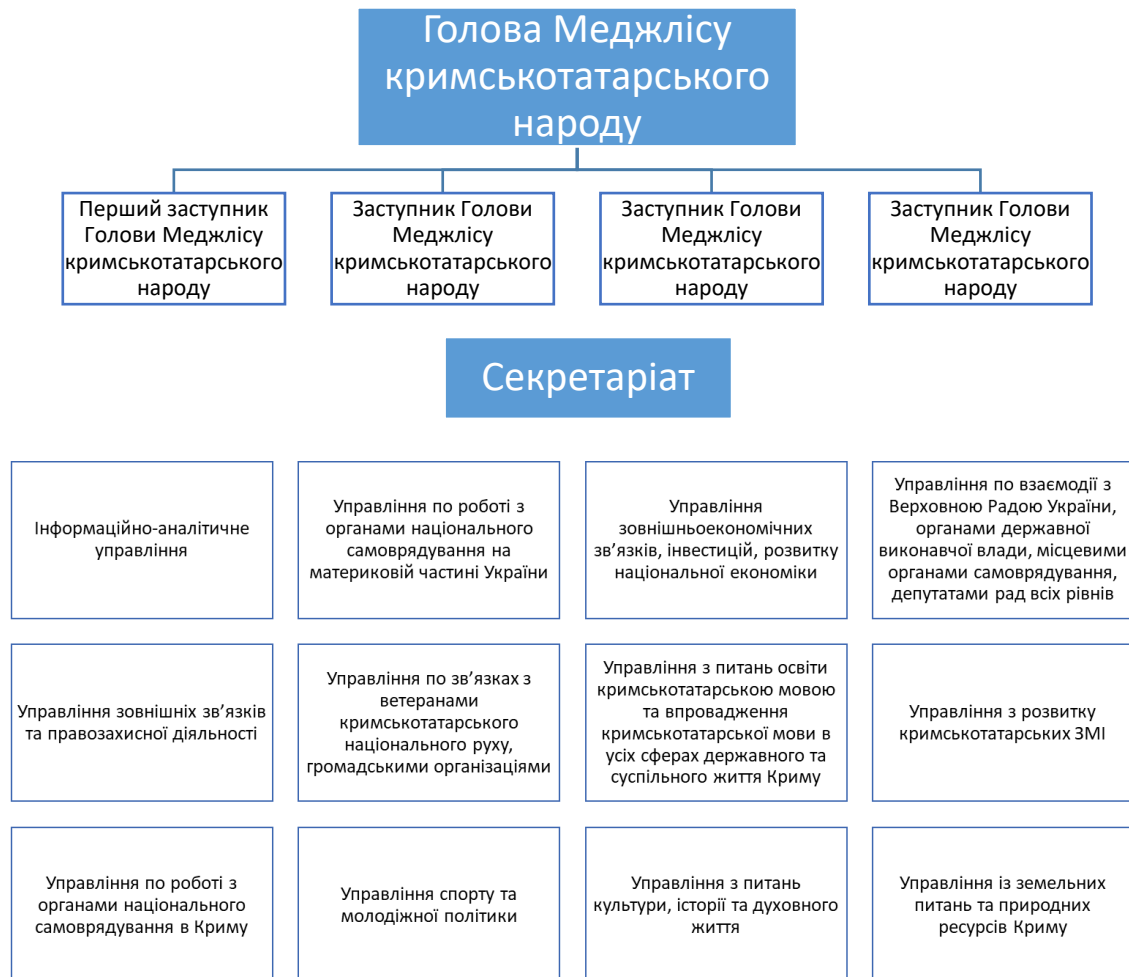 Голова Меджлісу
кримськотатарського
народу
Перший заступник
Голови Меджлісу
кримськотатарського
народу
Заступник Голови
Меджлісу
кримськотатарського
народу
Заступник Голови
Меджлісу
кримськотатарського
народу
Заступник Голови
Меджлісу
кримськотатарського
народу
Секретаріат
Інформаційно-аналітичне
управління
Управління по роботі з
органами національного
самоврядування на
материковій частині України
Управління
зовнішньоекономічних
зв’язків, інвестицій, розвитку
національної економіки
Управління по взаємодії з
Верховною Радою України,
органами державної
виконавчої влади, місцевими
органами самоврядування,
депутатами рад всіх рівнів
Управління зовнішніх зв’язків
та правозахисної діяльності
Управління по зв’язках з
ветеранами
кримськотатарського
національного руху,
громадськими організаціями
Управління з питань освіти
кримськотатарською мовою
та впровадження
кримськотатарської мови в
усіх сферах державного та
суспільного життя Криму
Управління з розвитку
кримськотатарських ЗМІ
Управління по роботі з
органами національного
самоврядування в Криму
Управління спорту та
молодіжної політики
Управління з питань
культури, історії та духовного
життя
Управління із земельних
питань та природних
ресурсів Криму